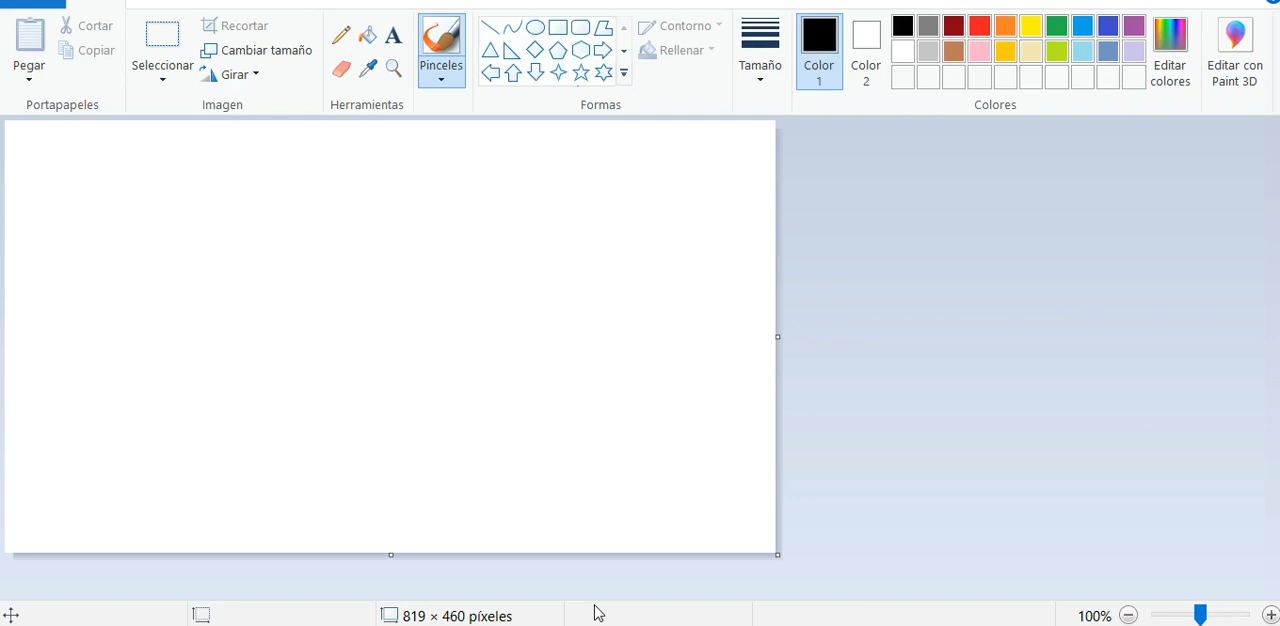 Pegar
Cortar
Copiar
Portapapeles
Seleccionar
Recortar
Cambiar tamaño
Girar
Imagen
A
Herramientas
Pinceles
Formas
Contorno
Rellenar
Tamaño
Color
1
Color
2
Colores
Editar
colores
Editar con
Paint 3D
819 × 460 píxeles
100%